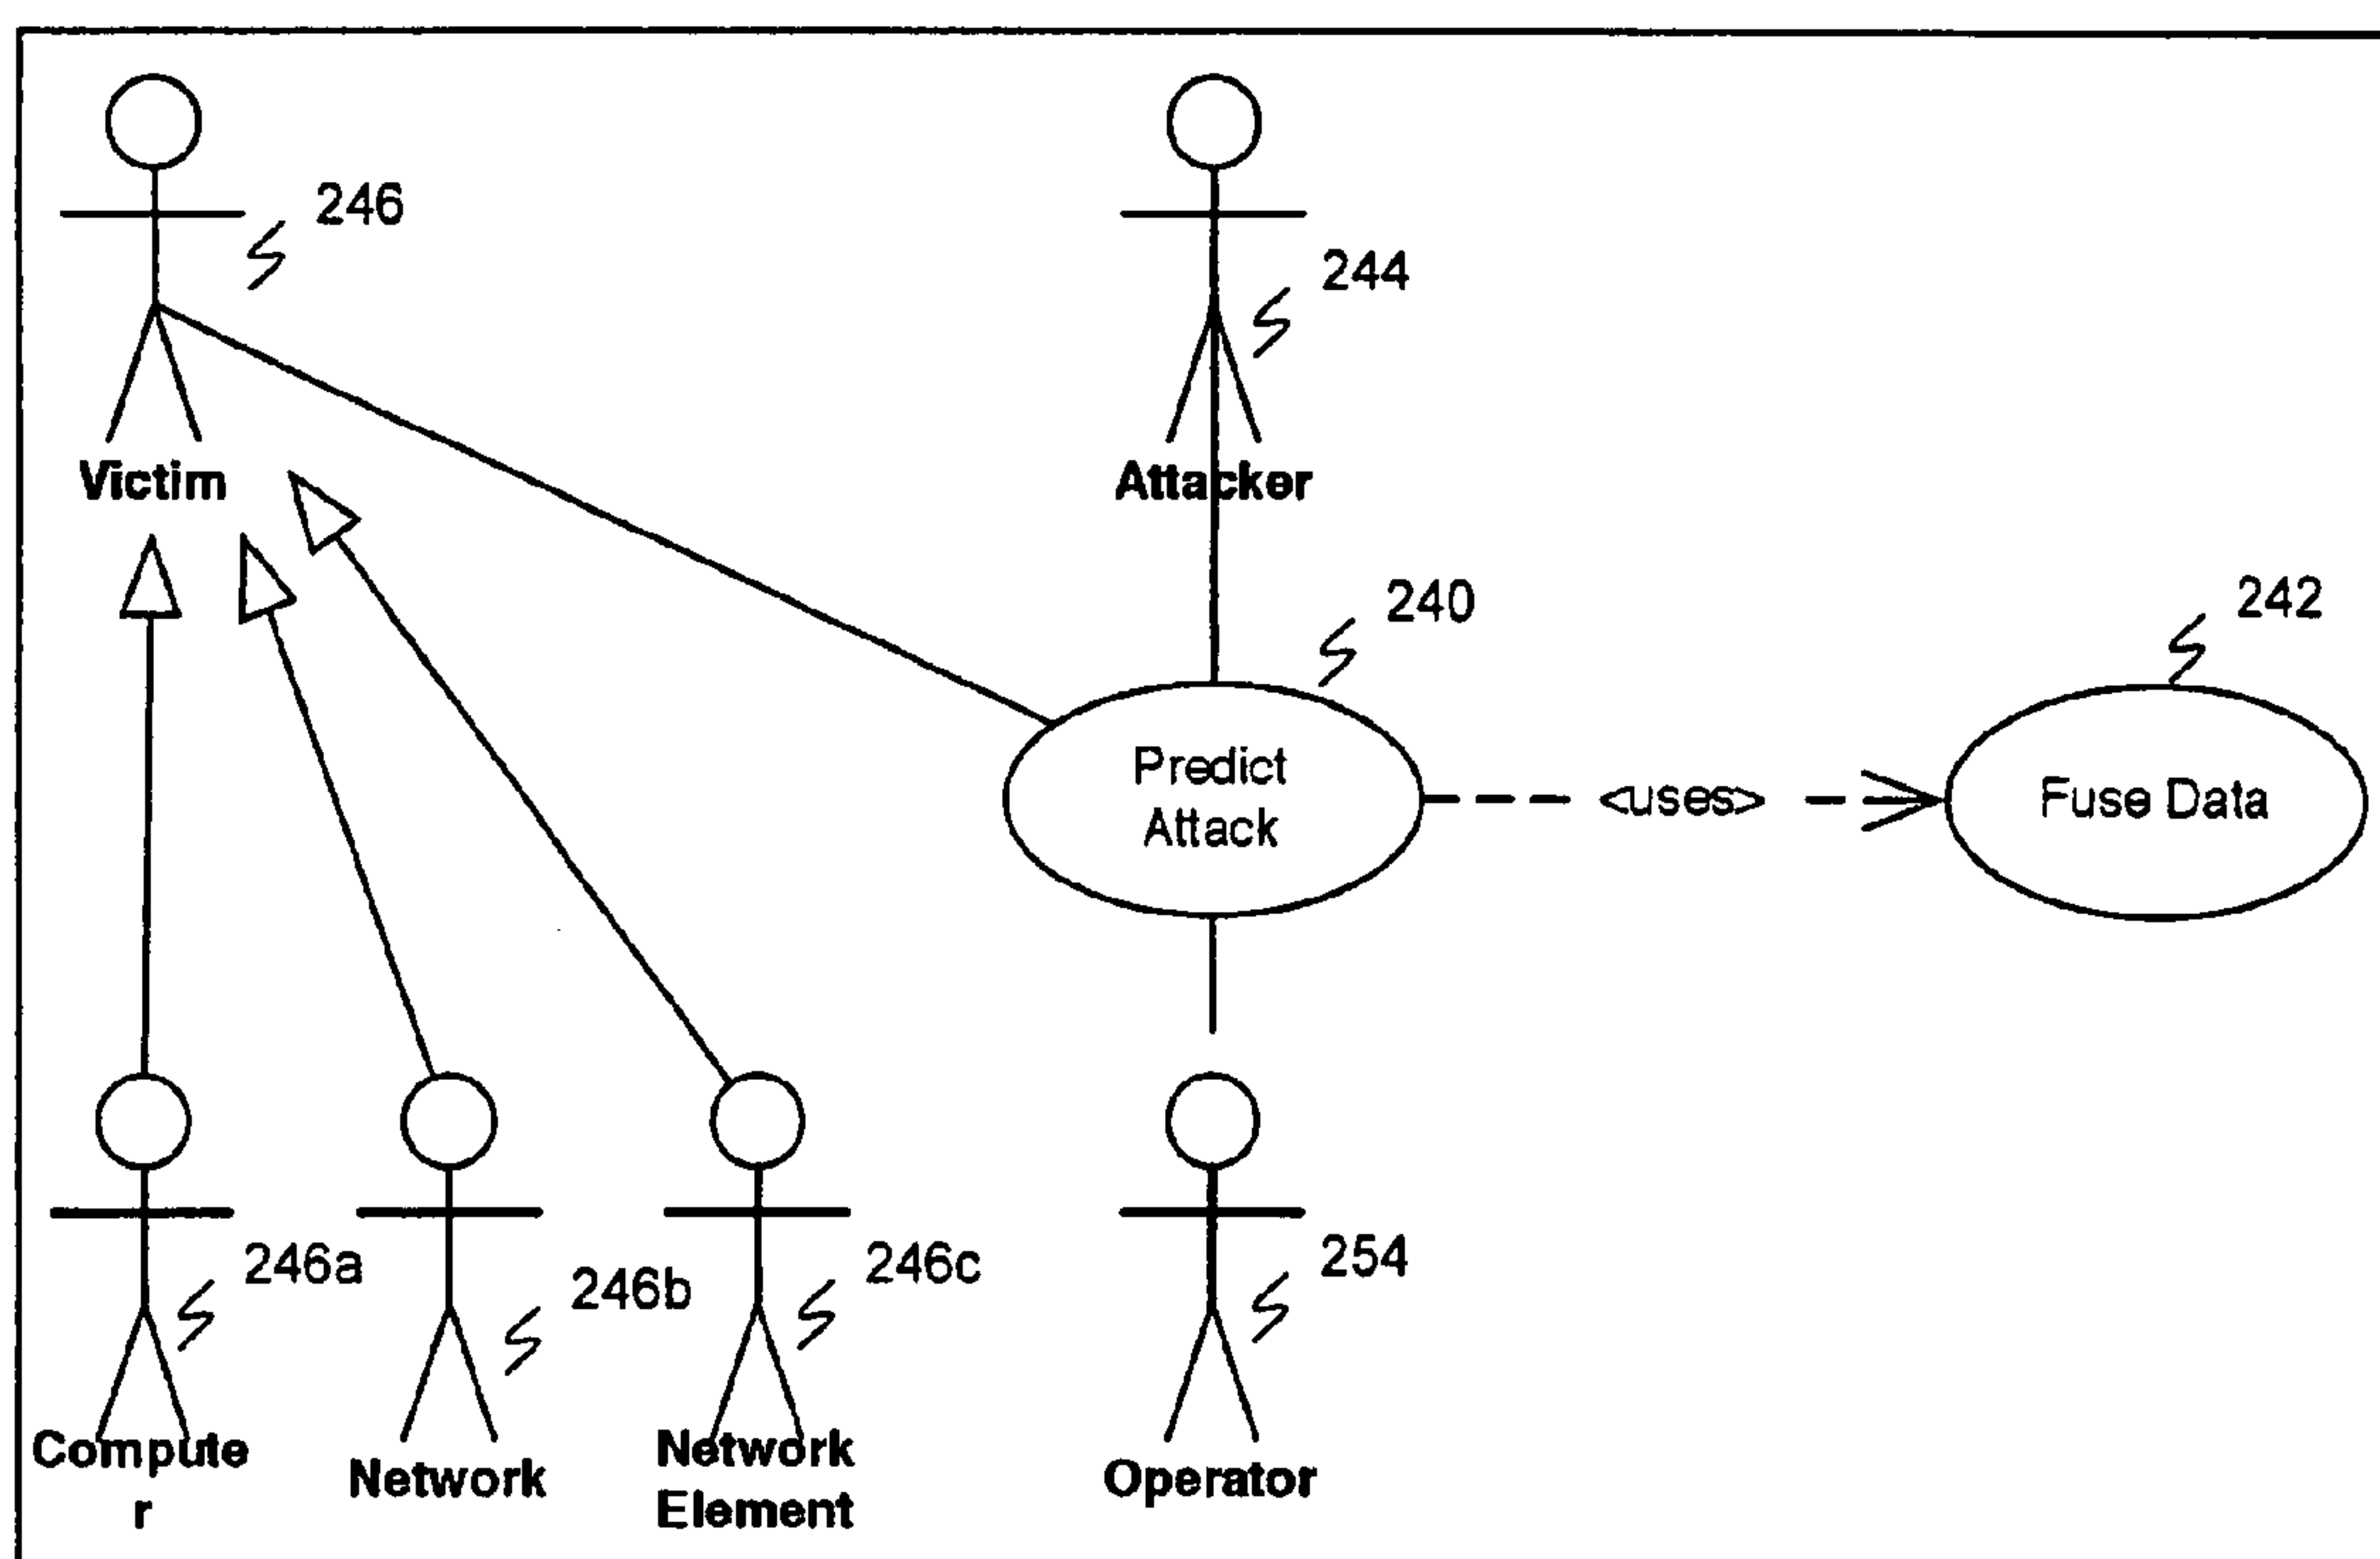 246
244
Victim
Attacker
240
242
Predict
Attack
<uses>
Fuse Data
246a
246b
246c
254
Compute
r
Network
Network
Element
Operator